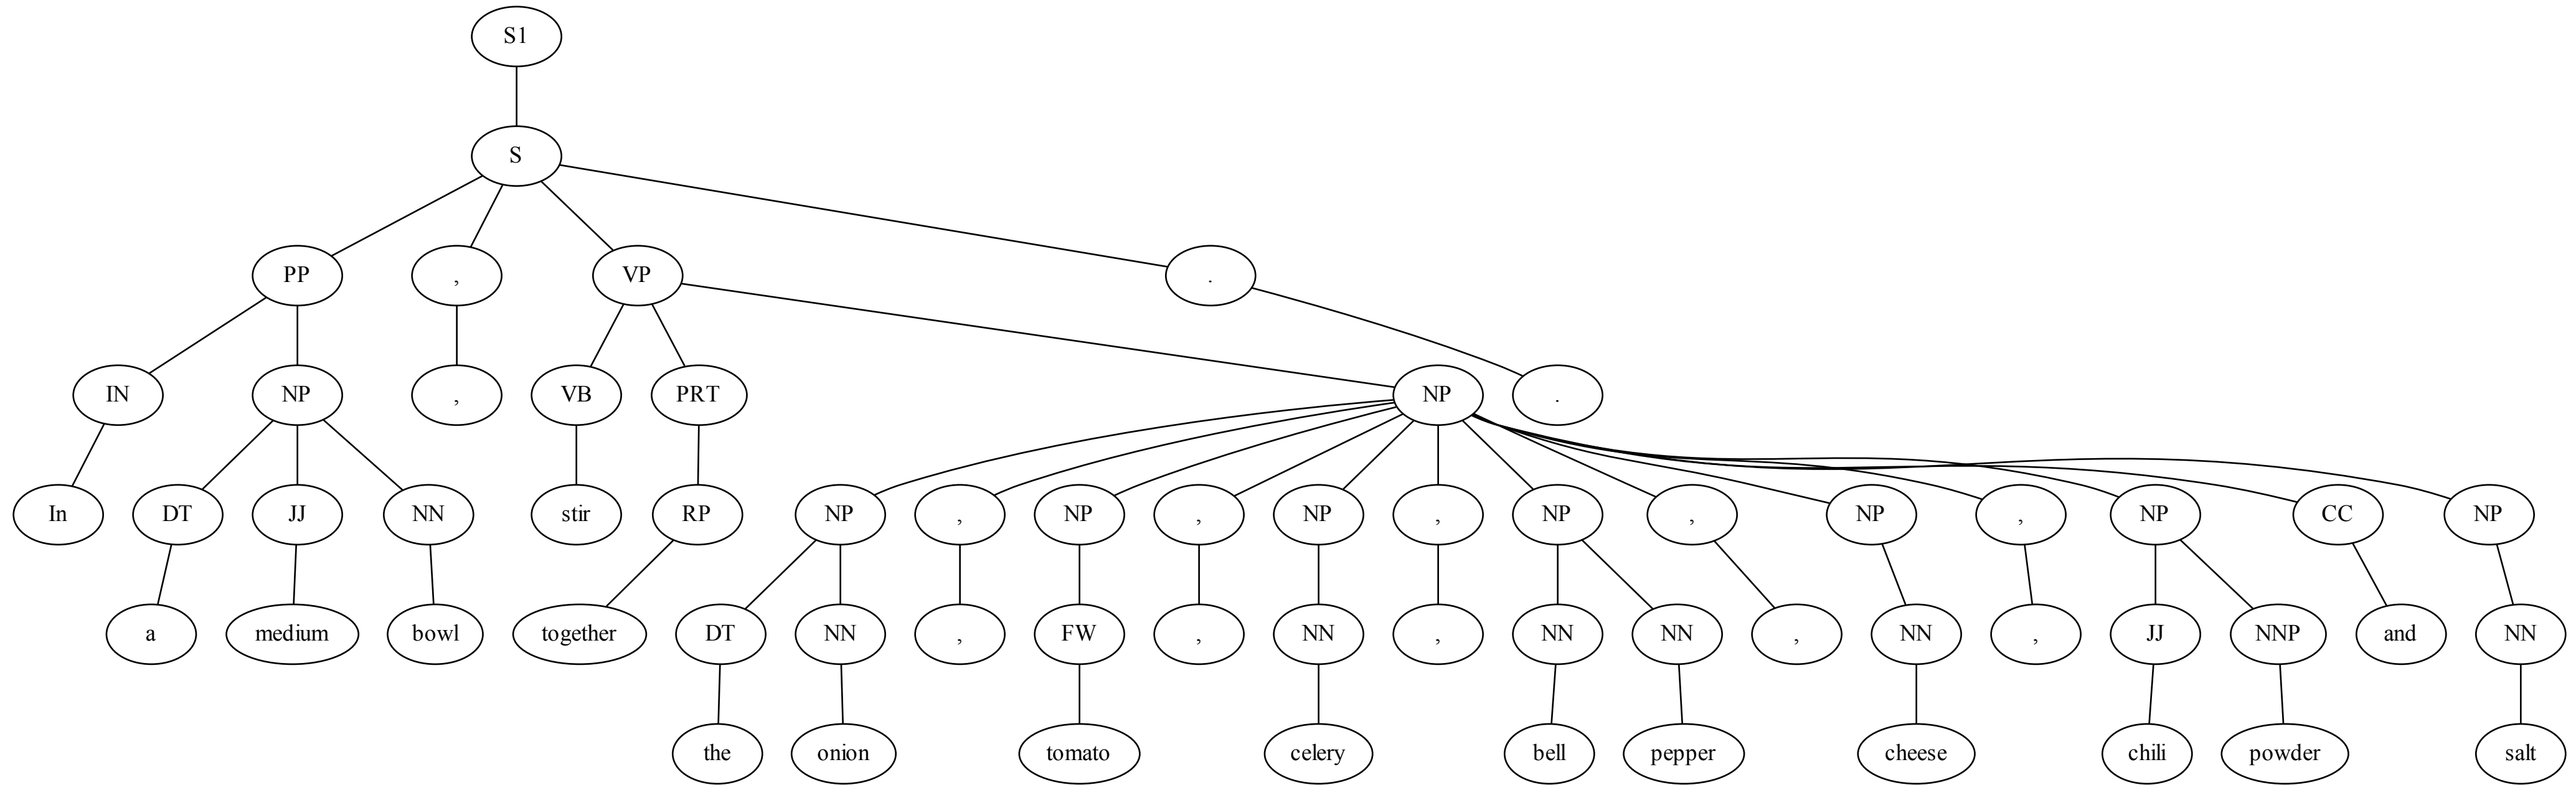 S1
S
PP , VP .
IN NP , VB PRT NP .
In DT JJ NN stir RP NP , NP , NP , NP , NP , NP CC NP
a medium bowl together DT NN , FW , NN , NN NN , NN , JJ NNP and NN
the onion tomato celery bell pepper cheese chili powder salt